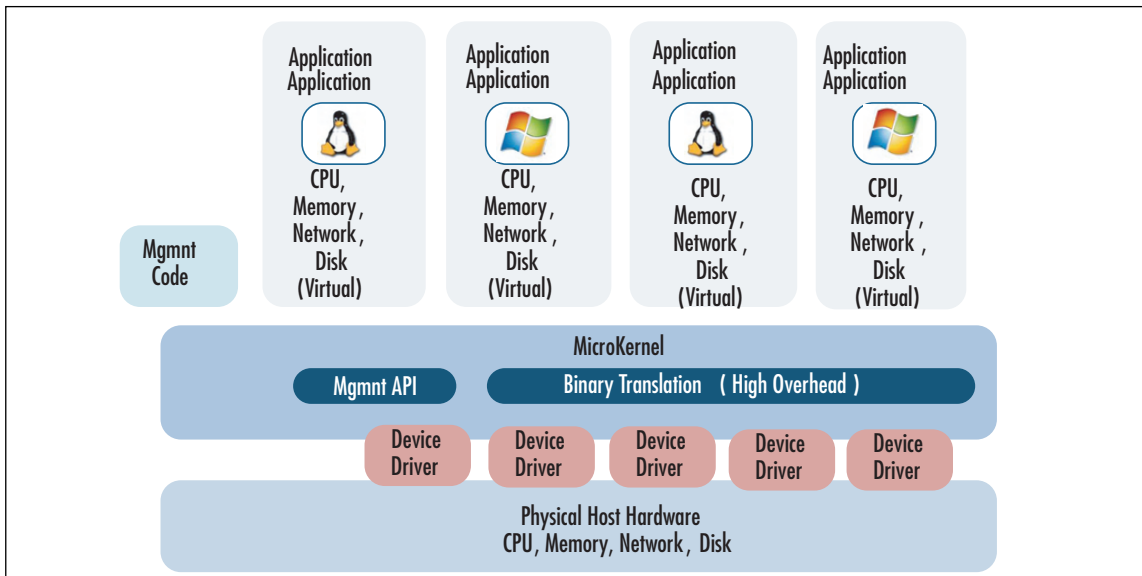 Application
Application
CPU,
Memory,
Network,
Disk
(Virtual)
Application
Application
CPU,
Memory,
Network,
Disk
(Virtual)
Application
Application
CPU,
Memory,
Network,
Disk
(Virtual)
Application
Application
CPU,
Memory,
Network,
Disk
(Virtual)
Mgmnt
Code
MicroKernel
Mgmnt API
Binary Translation ( High Overhead )
Device
Driver
Device
Driver
Device
Driver
Device
Driver
Device
Driver
Physical Host Hardware
CPU, Memory, Network, Disk